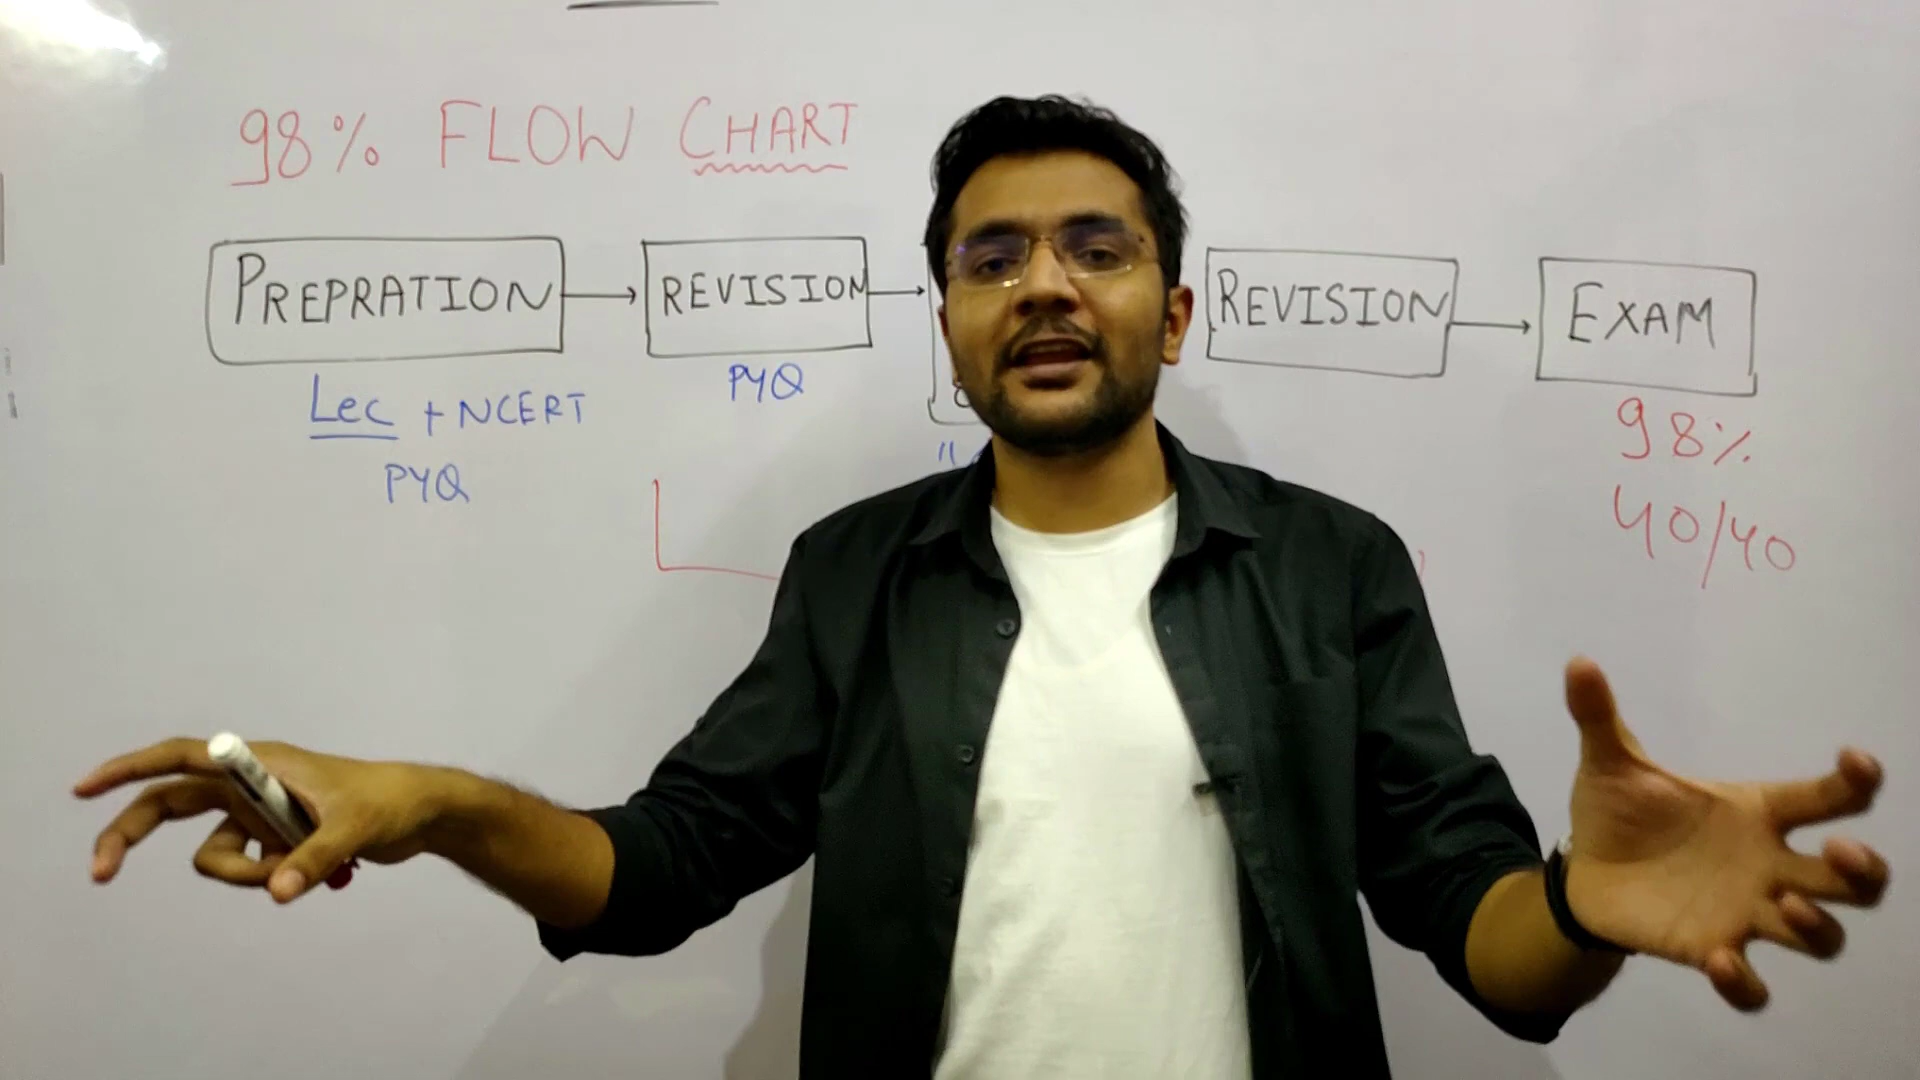 98% FLOW CHART
PREPRATION
REVISION
REVISION
EXAM
Lec + NCERT
PYQ
PYQ
98%
40/40